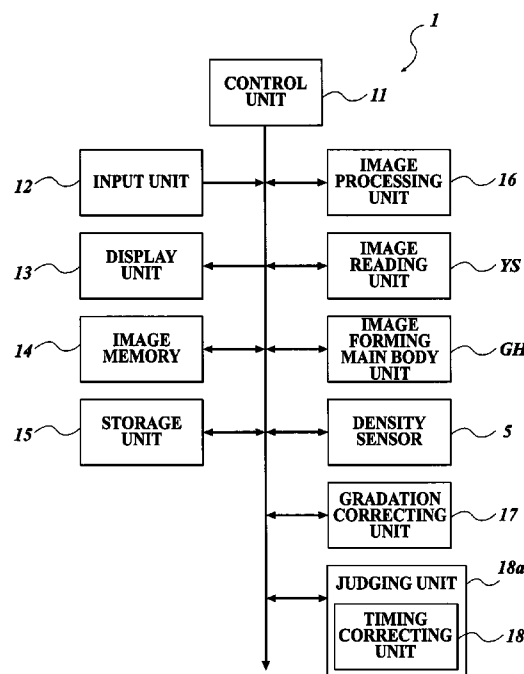 1
CONTROL
UNIT
11
12
INPUT UNIT
IMAGE
PROCESSING
UNIT
16
13
DISPLAY
UNIT
IMAGE
READING
UNIT
YS
14
IMAGE
MEMORY
IMAGE
FORMING
MAIN BODY
UNIT
GH
15
STORAGE
UNIT
DENSITY
SENSOR
5
GRADATION
CORRECTING
UNIT
17
18a
JUDGING UNIT
TIMING
CORRECTING
UNIT
18